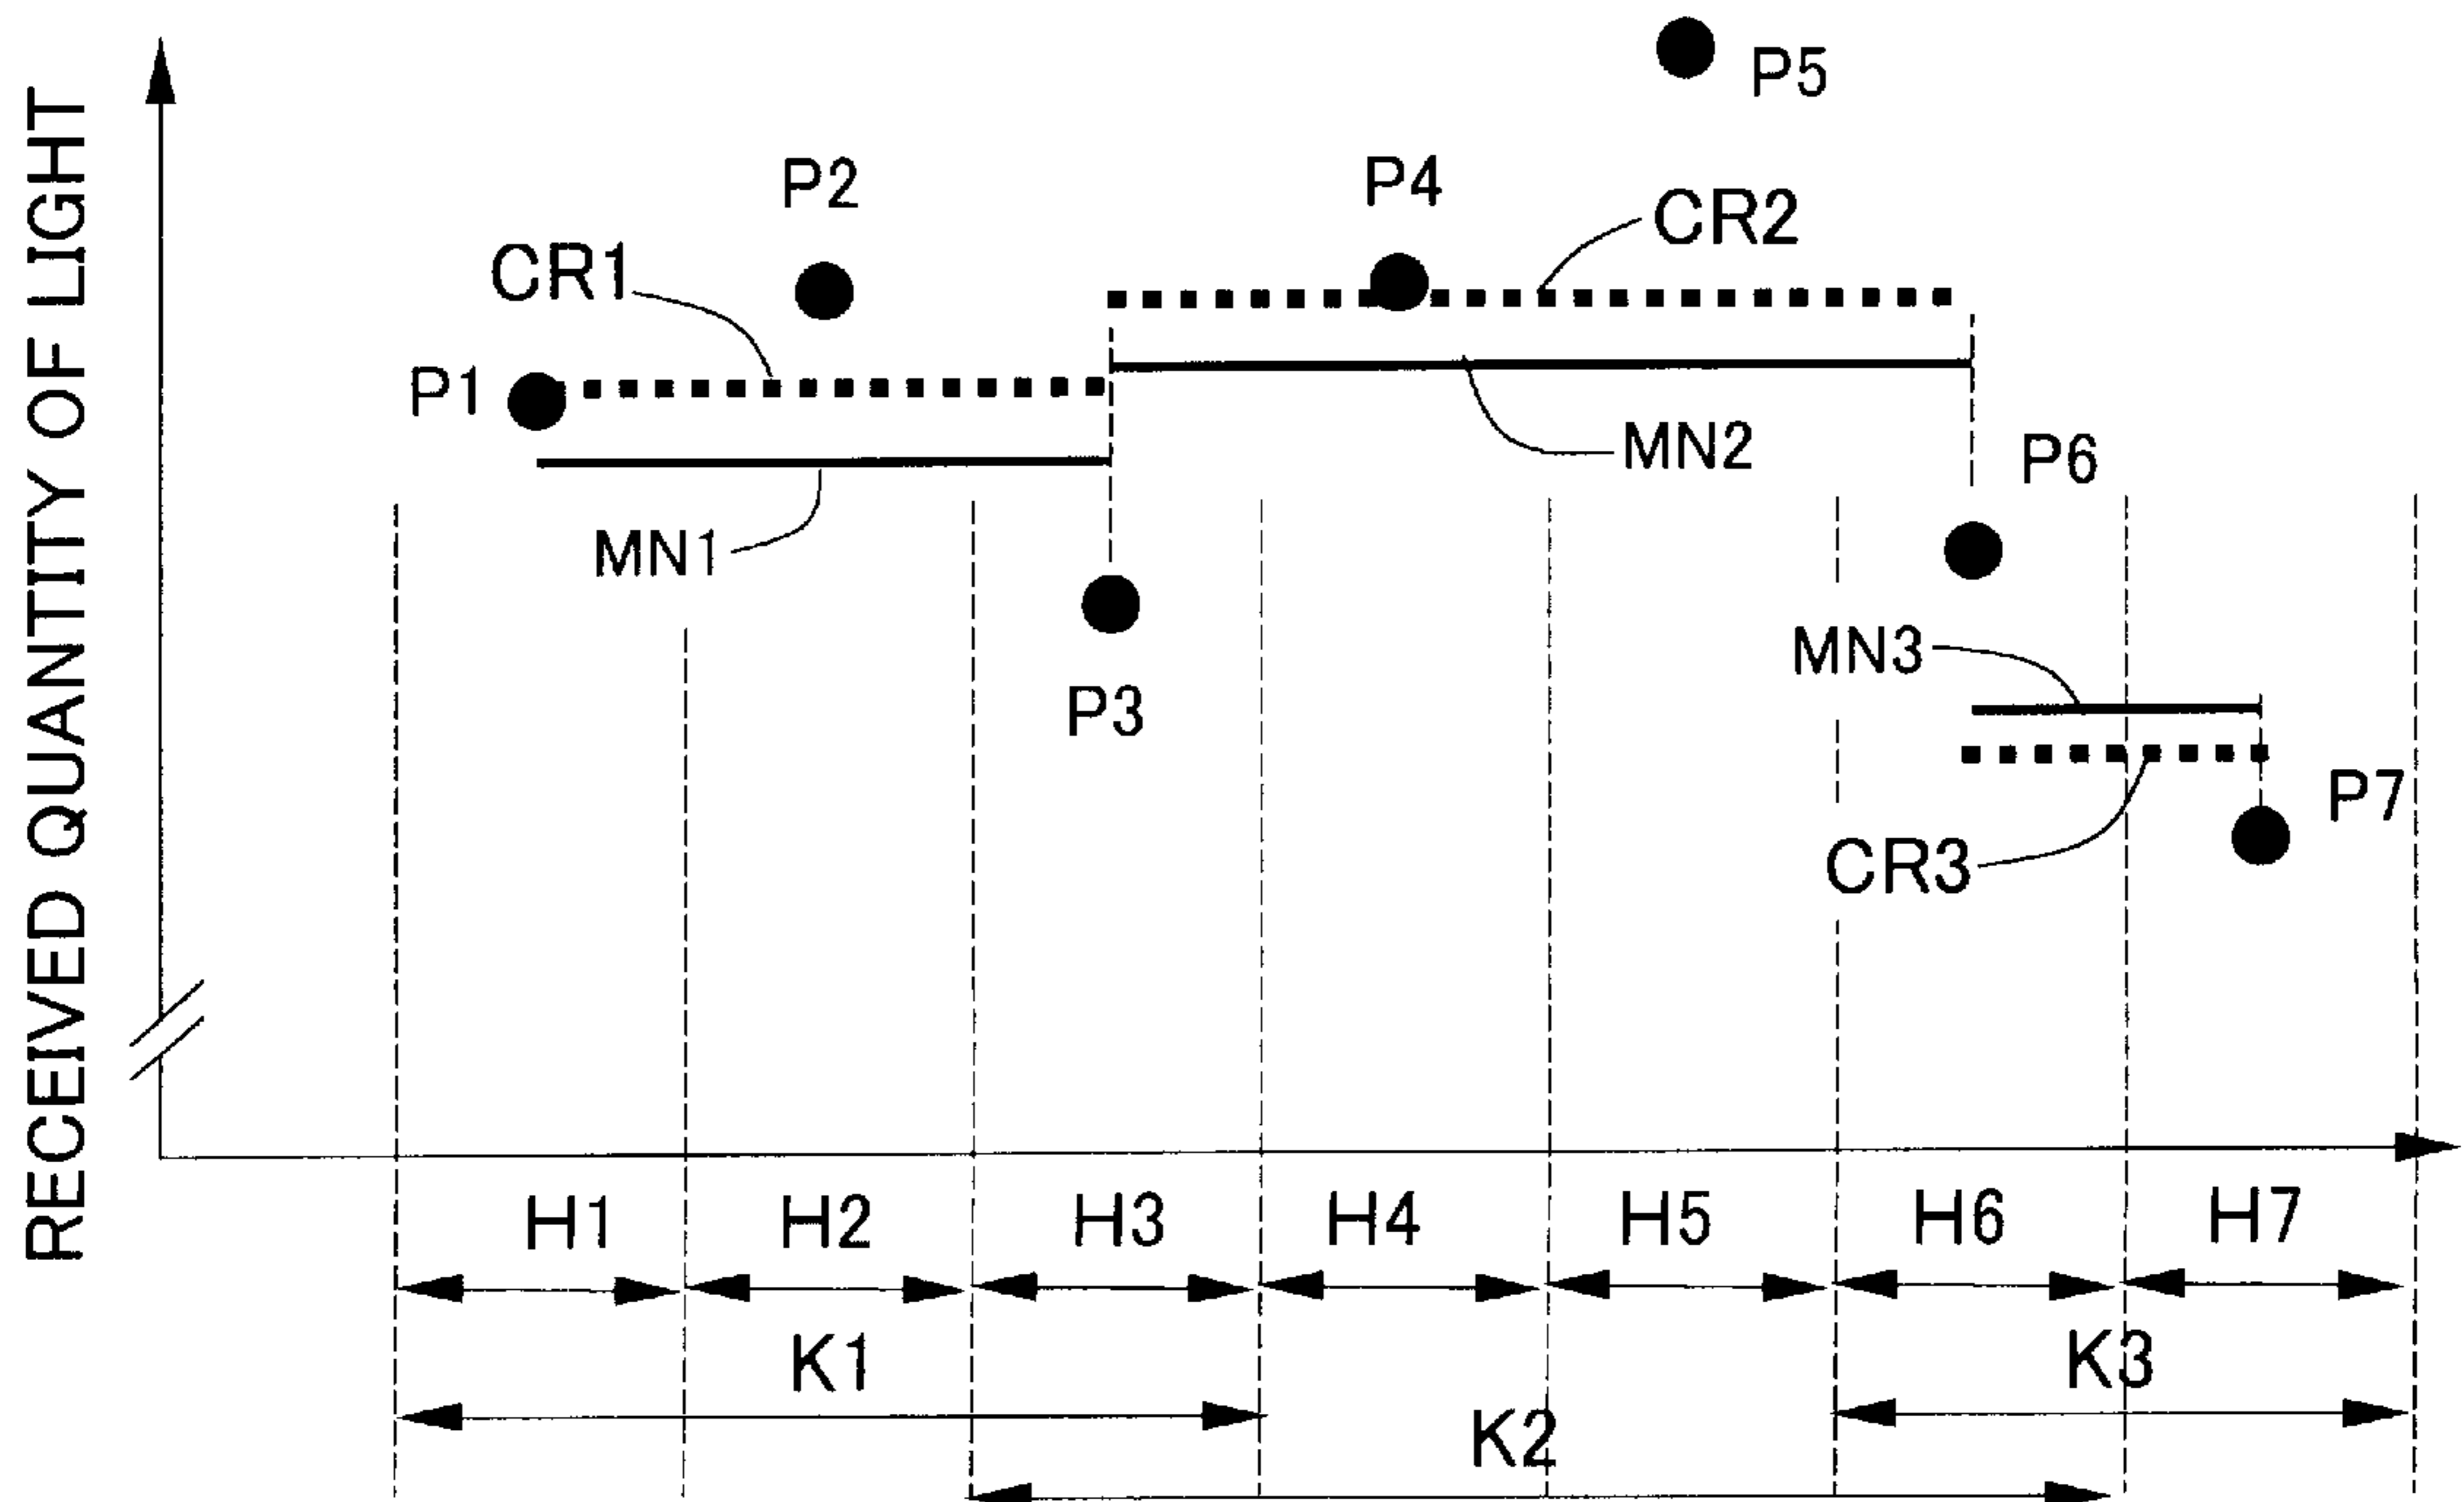 RECEIVED QUANTITY OF LIGHT
P5
P2
P4
CR2
CR1
P1
MN2
P6
MN1
MN3
P3
P7
CR3
H1 H2 H3 H4 H5 H6 H7
K1
K3
K2